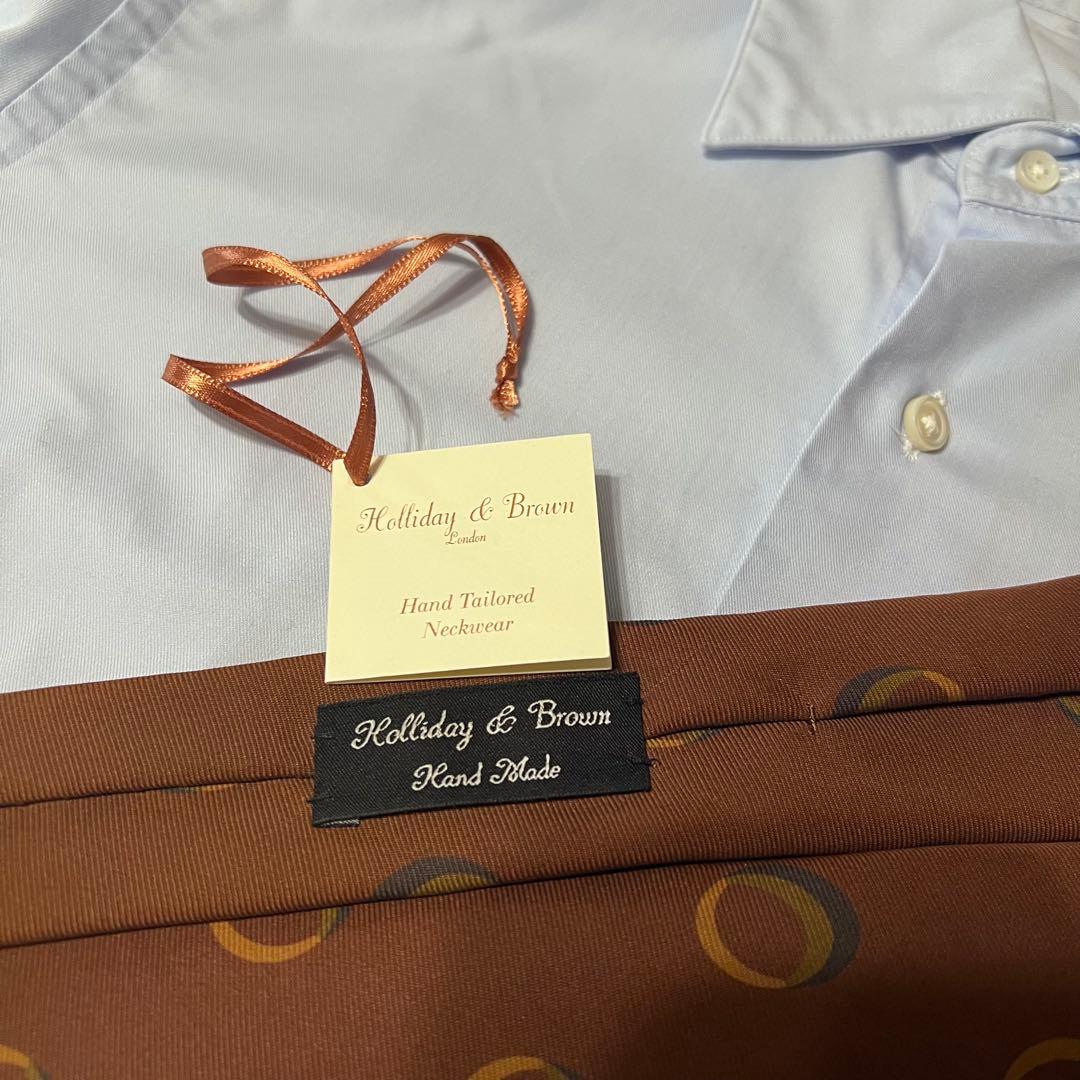 Holliday & Brown
London
Hand Tailored
Neckwear
Holliday & Brown
Hand Made